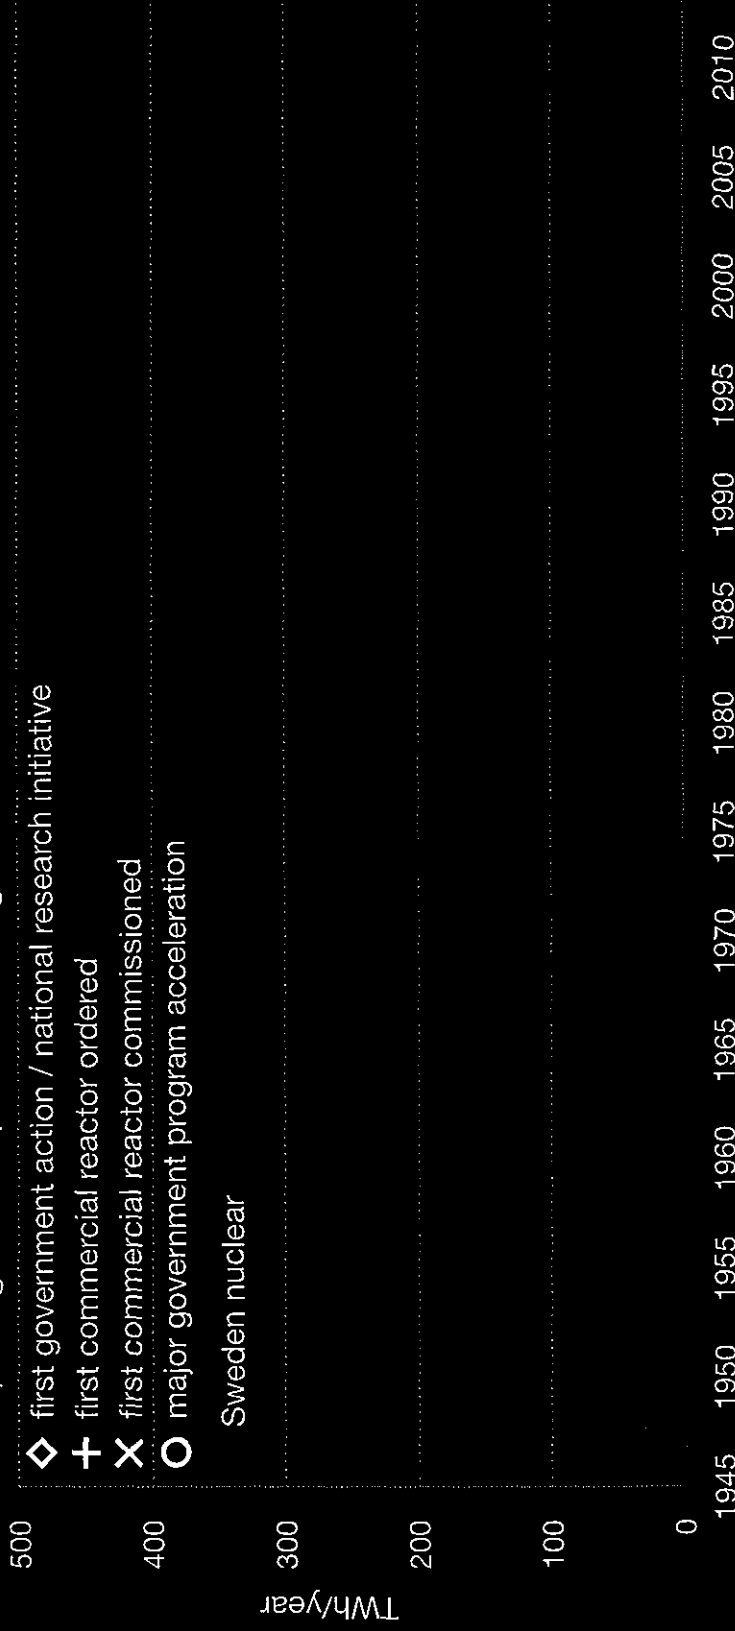 500
◇ first government action / national research initiative
+ first commercial reactor ordered
× first commercial reactor commissioned
400
○ major government program acceleration
Sweden nuclear
300
TWh/year
200
100
0
1945 1950 1955 1960 1965 1970 1975 1980 1985 1990 1995 2000 2005 2010